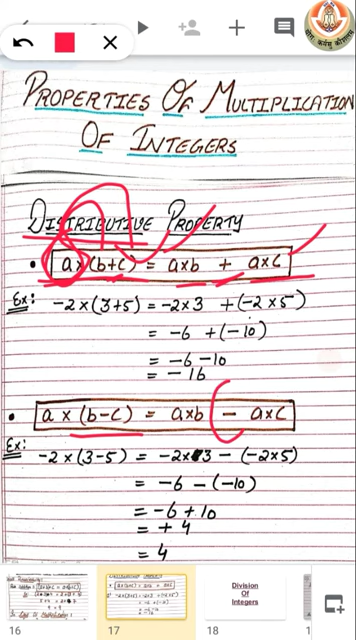 PROPERTIES OF MULTIPLICATION
OF INTEGERS
DISTRIBUTIVE PROPERTY
• a×(b+c) = a×b + a×c
Ex: -2×(3+5) = -2×3 +(-2×5)
= -6 +(-10)
= -6-10
= -16
• a × (b-c) = a×b - a×c
Ex: -2×(3-5) = -2×3 - (-2×5)
= -6 -(-10)
= -6+10
= +4
= 4
Division
Of
Integers
16
17
18